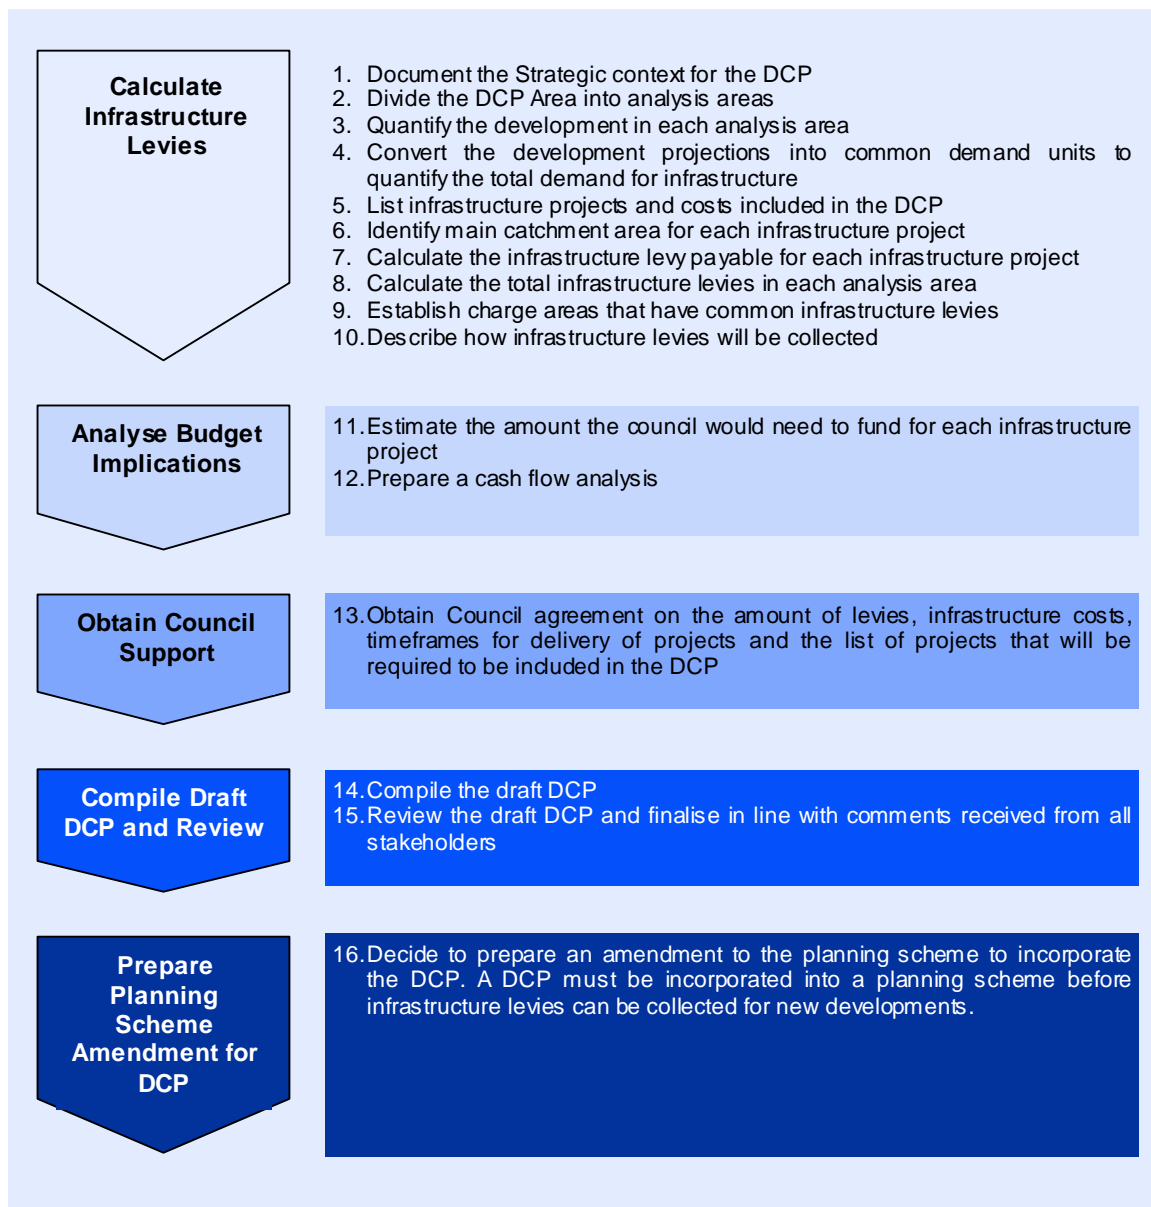 Calculate
Infrastructure
Levies
1. Document the Strategic context for the DCP
2. Divide the DCP Area into analysis areas
3. Quantify the development in each analysis area
4. Convert the development projections into common demand units to
quantify the total demand for infrastructure
5. List infrastructure projects and costs included in the DCP
6. Identify main catchment area for each infrastructure project
7. Calculate the infrastructure levy payable for each infrastructure project
8. Calculate the total infrastructure levies in each analysis area
9. Establish charge areas that have common infrastructure levies
10. Describe how infrastructure levies will be collected
Analyse Budget
Implications
11. Estimate the amount the council would need to fund for each infrastructure
project
12. Prepare a cash flow analysis
Obtain Council
Support
13. Obtain Council agreement on the amount of levies, infrastructure costs,
timeframes for delivery of projects and the list of projects that will be
required to be included in the DCP
Compile Draft
DCP and Review
14. Compile the draft DCP
15. Review the draft DCP and finalise in line with comments received from all
stakeholders
Prepare
Planning
Scheme
Amendment for
DCP
16. Decide to prepare an amendment to the planning scheme to incorporate
the DCP. A DCP must be incorporated into a planning scheme before
infrastructure levies can be collected for new developments.